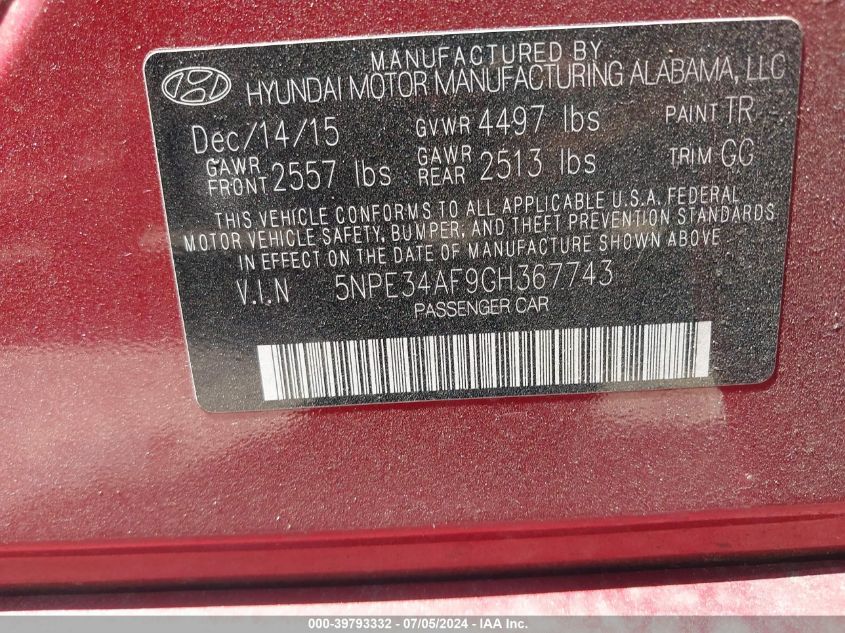 MANUFACTURED BY
HYUNDAI MOTOR MANUFACTURING ALABAMA, LLC
Dec/14/15 GVWR 4497 lbs PAINT TR
GAWR FRONT 2557 lbs GAWR REAR 2513 lbs TRIM GG
THIS VEHICLE CONFORMS TO ALL APPLICABLE U.S.A. FEDERAL
MOTOR VEHICLE SAFETY, BUMPER, AND THEFT PREVENTION STANDARDS
IN EFFECT ON THE DATE OF MANUFACTURE SHOWN ABOVE
V.I.N 5NPE34AF9GH367743
PASSENGER CAR
000-39793332 - 07/05/2024 - IAA Inc.